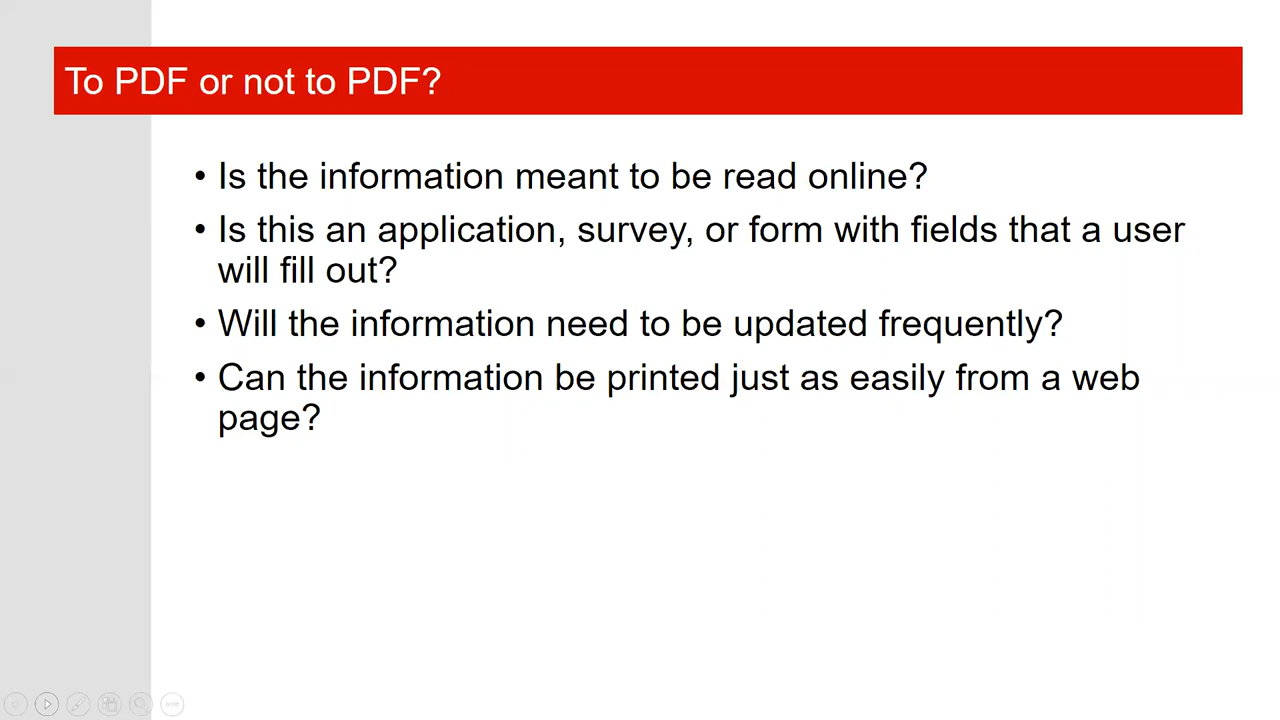 To PDF or not to PDF?
• Is the information meant to be read online?
• Is this an application, survey, or form with fields that a user
will fill out?
• Will the information need to be updated frequently?
• Can the information be printed just as easily from a web
page?